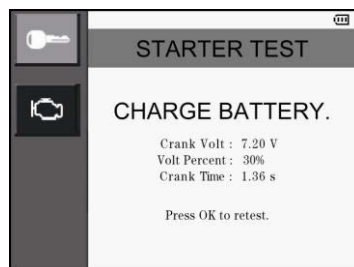 STARTER TEST
CHARGE BATTERY.
Crank Volt : 7.20 V
Volt Percent : 30%
Crank Time : 1.36 s
Press OK to retest.